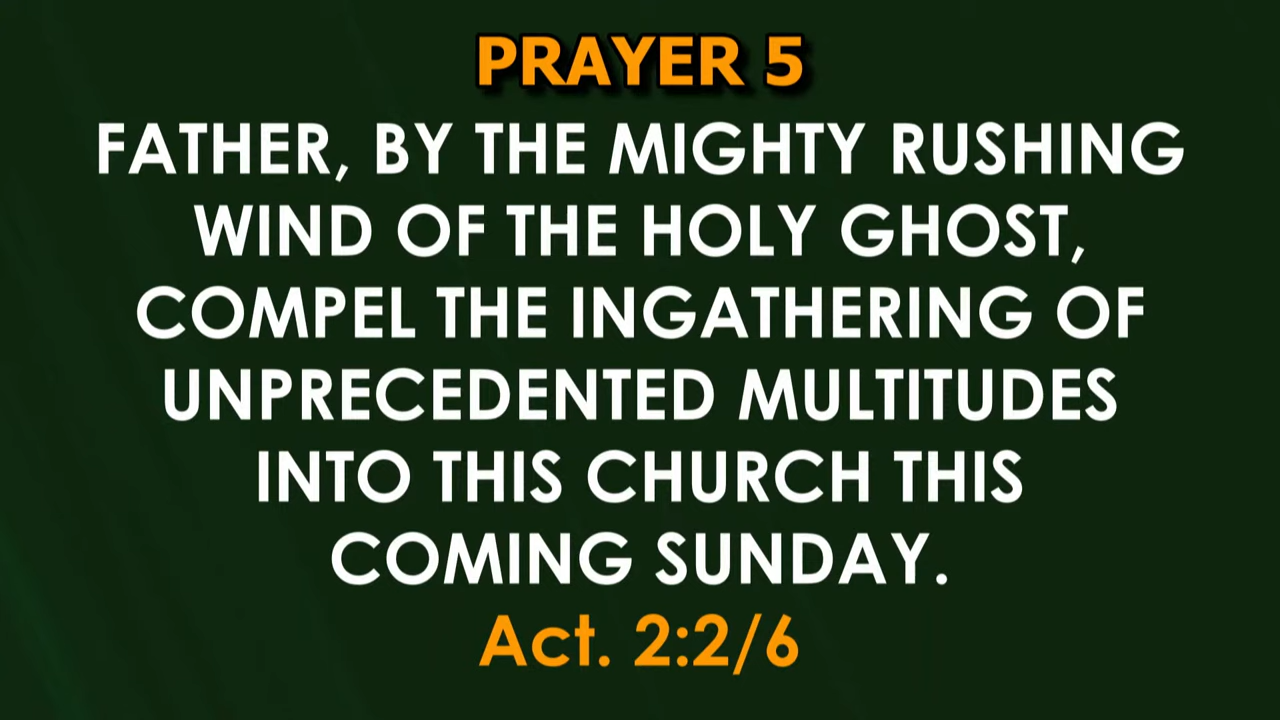 PRAYER 5
FATHER, BY THE MIGHTY RUSHING
WIND OF THE HOLY GHOST,
COMPEL THE INGATHERING OF
UNPRECEDENTED MULTITUDES
INTO THIS CHURCH THIS
COMING SUNDAY.
Act. 2:2/6